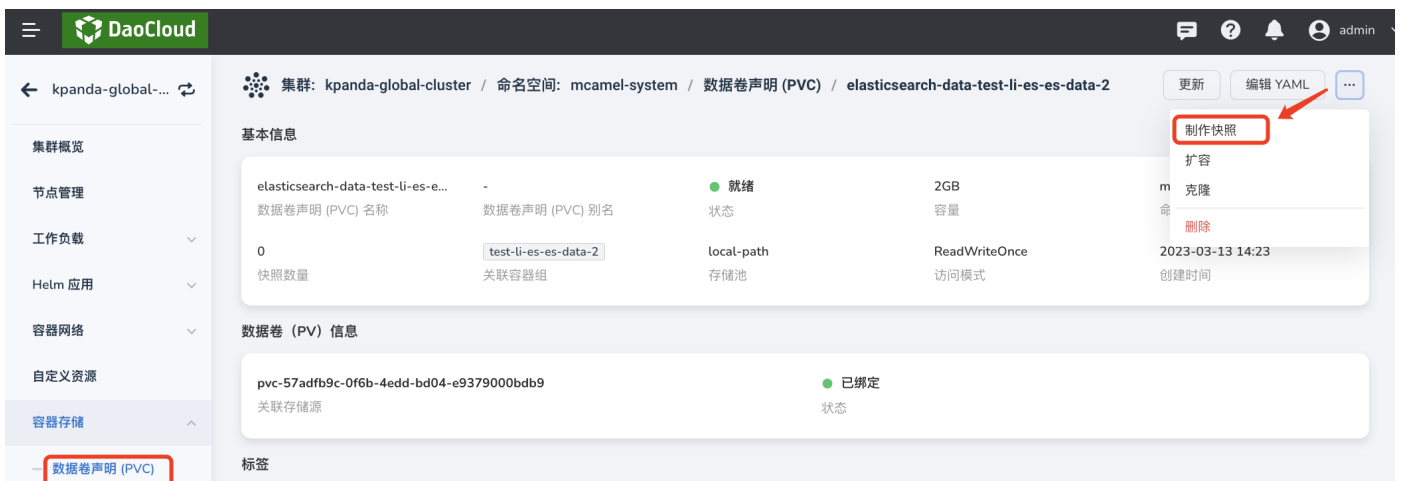 DaoCloud
admin
kpanda-global-...
集群: kpanda-global-cluster / 命名空间: mcamel-system / 数据卷声明 (PVC) / elasticsearch-data-test-li-es-es-data-2
更新
编辑 YAML
...
制作快照
扩容
克隆
删除
集群概览
节点管理
工作负载
Helm 应用
容器网络
自定义资源
容器存储
数据卷声明 (PVC)
基本信息
elasticsearch-data-test-li-es-e...
数据卷声明 (PVC) 名称
-
数据卷声明 (PVC) 别名
就绪
状态
2GB
容量
m
命
0
快照数量
test-li-es-es-data-2
关联容器组
local-path
存储池
ReadWriteOnce
访问模式
2023-03-13 14:23
创建时间
数据卷（PV）信息
pvc-57adfb9c-0f6b-4edd-bd04-e9379000bdb9
关联存储源
已绑定
状态
标签